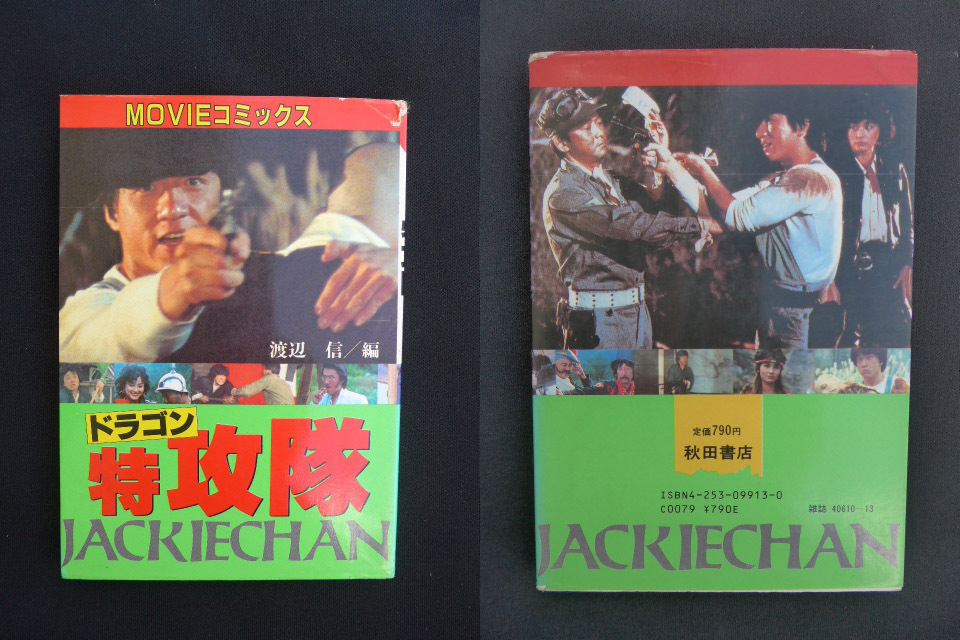 MOVIEコミックス
渡辺 信/編
ドラゴン
特攻隊
JACKIECHAN
定価790円
秋田書店
ISBN4-253-09913-0
C0079 ¥790E
雑誌 40610-13
JACKIECHAN